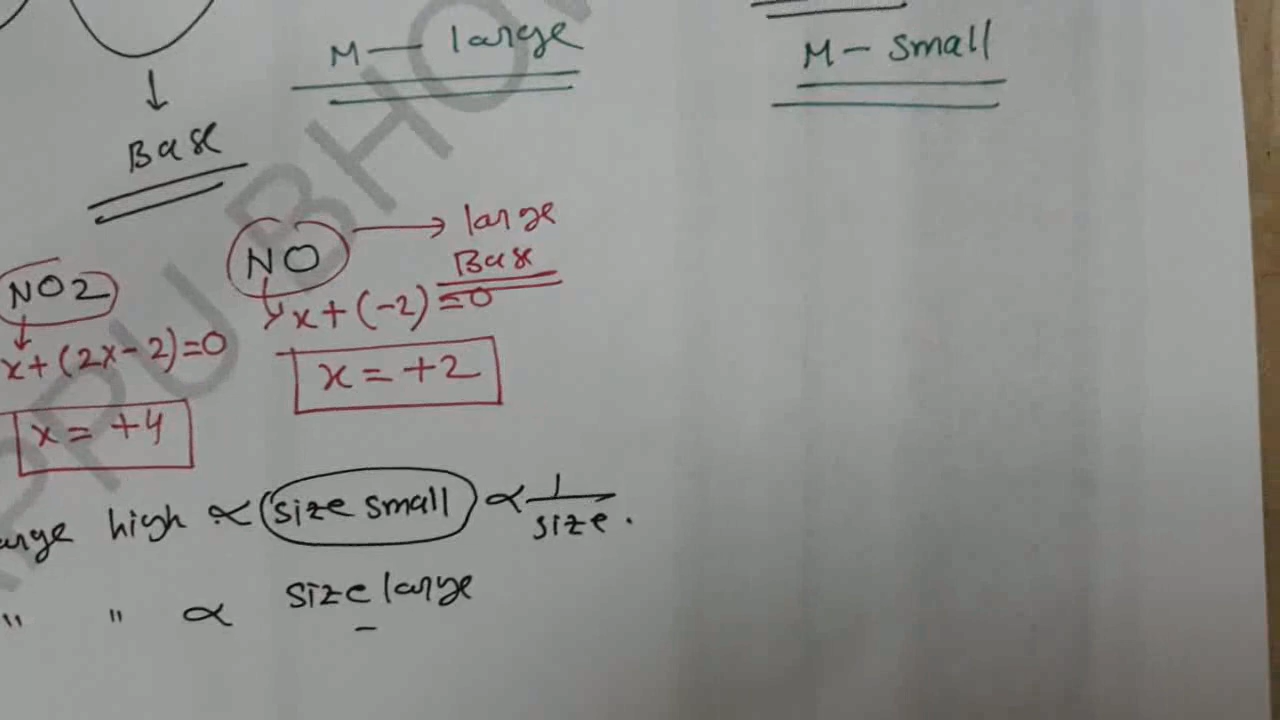 M — large
M — small
Base
NO → large
Base
NO2
x + (-2) = 0
x + (2x-2) = 0
x = +2
x = +4
high ∝ size small ∝ 1/size.
" " ∝ size large